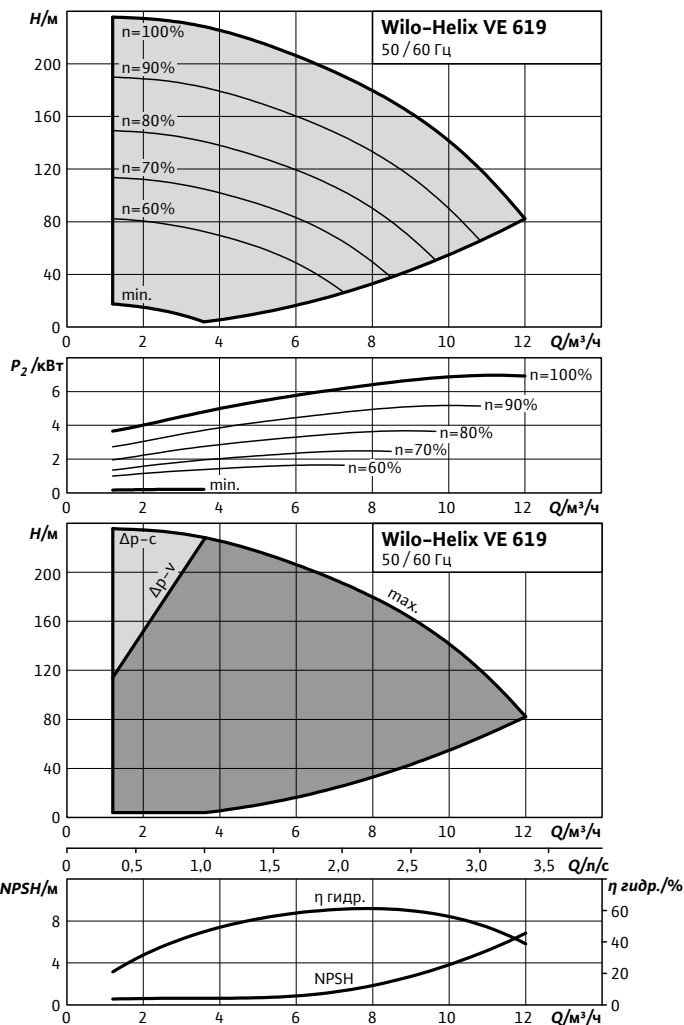 H/м
Wilo-Helix VE 619
50/60 Гц
n=100%
n=90%
n=80%
n=70%
n=60%
min.
200
160
120
80
40
0
0 2 4 6 8 10 12 Q/м³/ч
P₂/кВт
n=100%
n=90%
n=80%
n=70%
n=60%
min.
6
4
2
0
0 2 4 6 8 10 12 Q/м³/ч
H/м
Wilo-Helix VE 619
50/60 Гц
Δp-c
Δp-v
max.
200
160
120
80
40
0
0 2 4 6 8 10 12 Q/м³/ч
0 0,5 1,0 1,5 2,0 2,5 3,0 3,5 Q/л/с
NPSH/м
η гидр./%
η гидр.
NPSH
8
4
0
60
40
20
0
0 2 4 6 8 10 12 Q/м³/ч